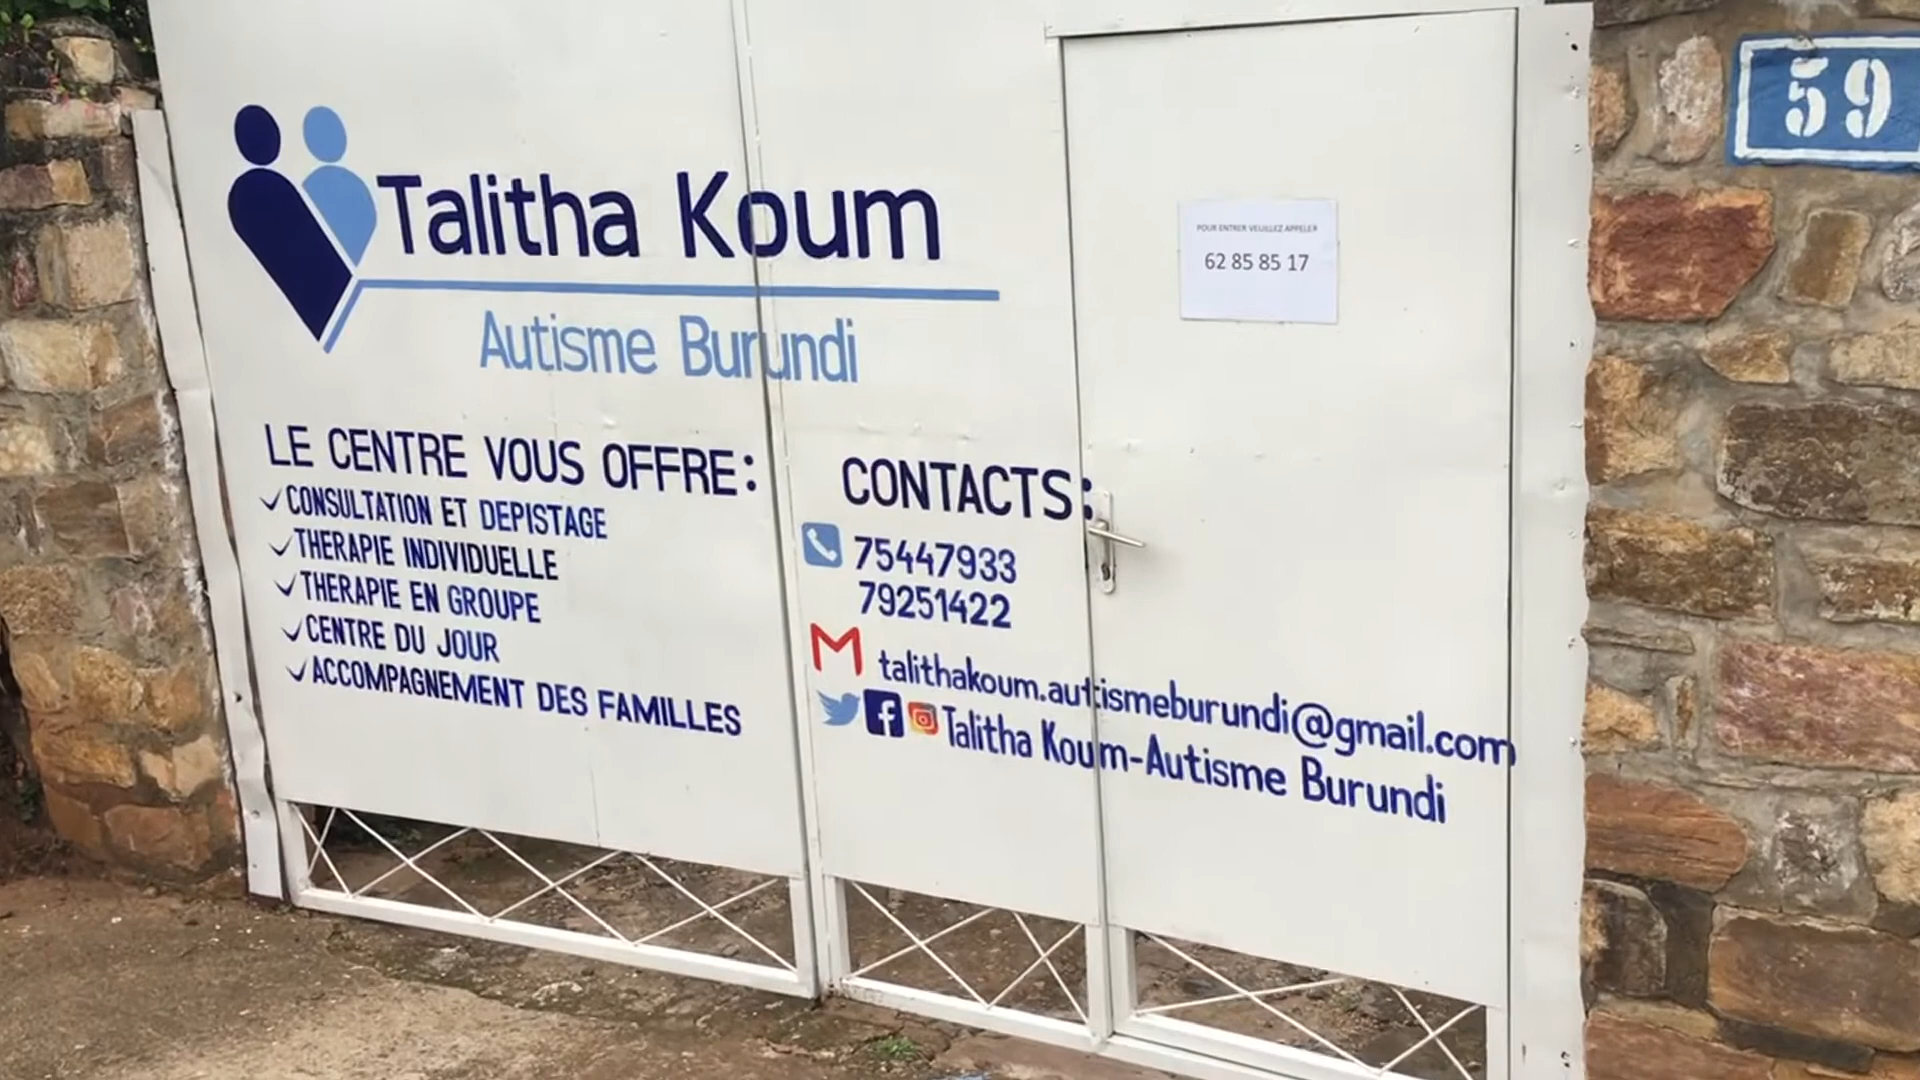 Talitha Koum
Autisme Burundi
LE CENTRE VOUS OFFRE:
CONSULTATION ET DEPISTAGE
THERAPIE INDIVIDUELLE
THERAPIE EN GROUPE
CENTRE DU JOUR
ACCOMPAGNEMENT DES FAMILLES
CONTACTS:
75447933
79251422
talithakoum.autismeburundi@gmail.com
Talitha Koum-Autisme Burundi
POUR ENTRER VEUILLEZ APPELER
62 85 85 17
59